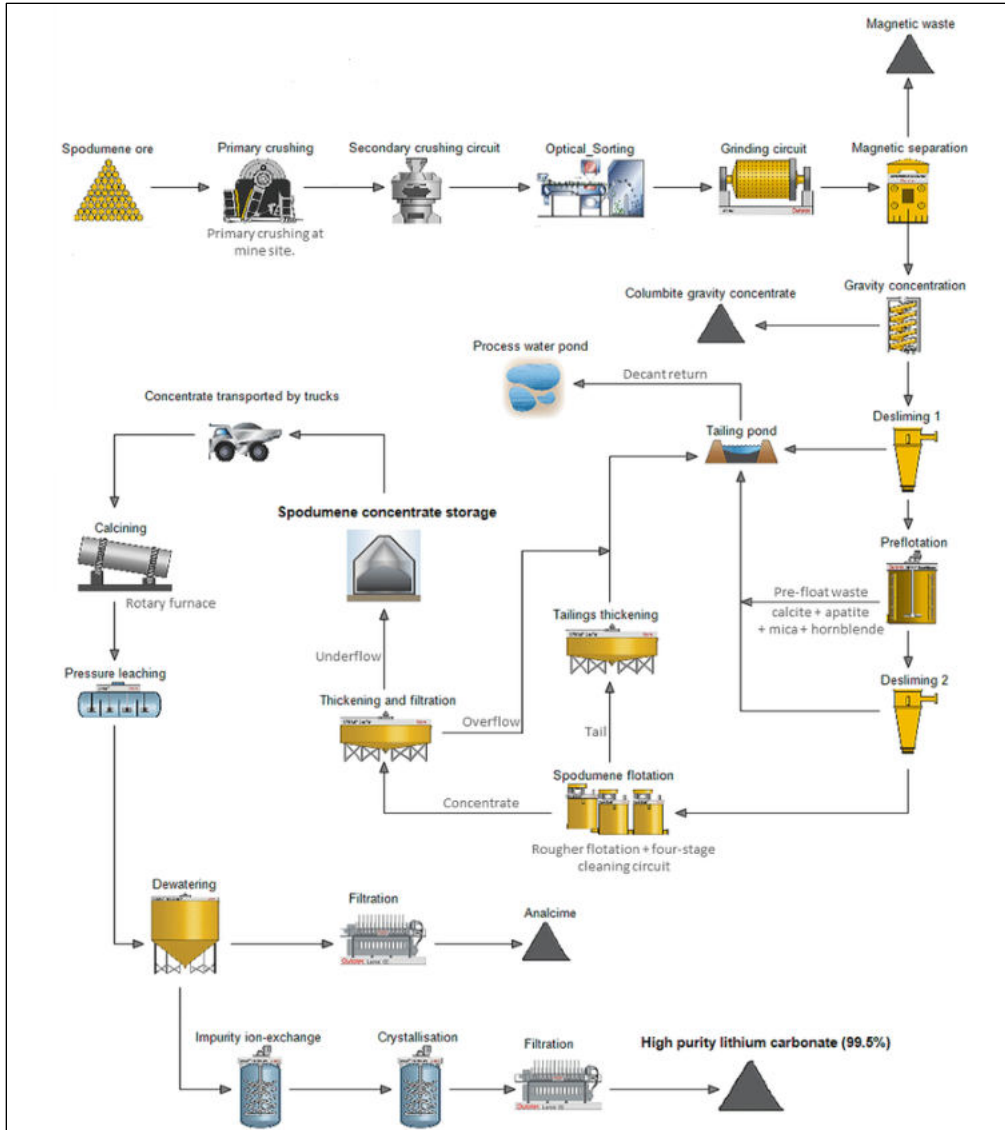 Magnetic waste
Spodumene ore
Primary crushing
Secondary crushing circuit
Optical_Sorting
Grinding circuit
Magnetic separation
Primary crushing at
mine site.
Gravity concentration
Columbite gravity concentrate
Process water pond
Decant return
Concentrate transported by trucks
Desliming 1
Tailing pond
Spodumene concentrate storage
Calcining
Preflotation
Rotary furnace
Pre-float waste
calcite + apatite
+ mica + hornblende
Tailings thickening
Underflow
Pressure leaching
Desliming 2
Thickening and filtration
Overflow
Tail
Spodumene flotation
Concentrate
Rougher flotation + four-stage
cleaning circuit
Dewatering
Filtration
Analcime
Impurity ion-exchange
Crystallisation
Filtration
High purity lithium carbonate (99.5%)